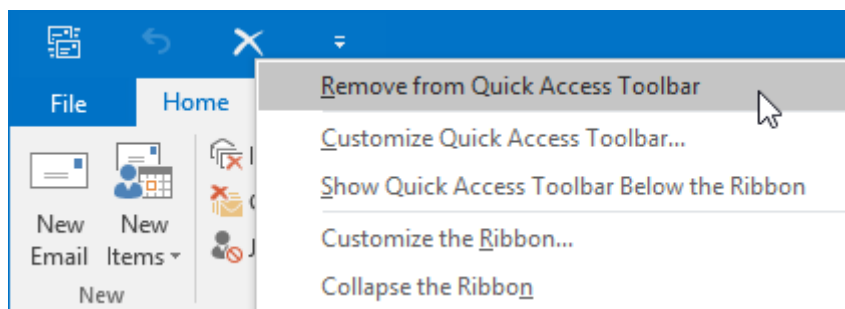 Remove from Quick Access Toolbar
File Home
Customize Quick Access Toolbar...
Show Quick Access Toolbar Below the Ribbon
New New
Email Items
Customize the Ribbon...
New
Collapse the Ribbon